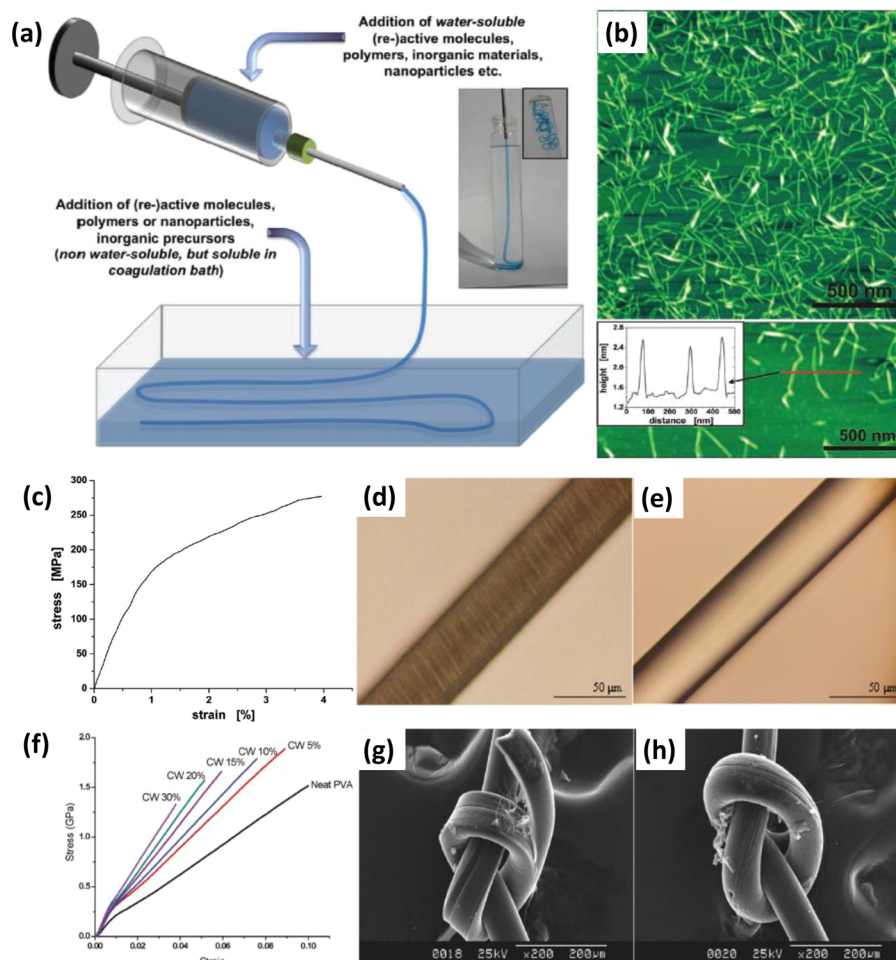 (a)
Addition of water-soluble
(re-)active molecules,
polymers, inorganic materials,
nanoparticles etc.
Addition of (re-)active molecules,
polymers or nanoparticles,
inorganic precursors
(non water-soluble, but soluble in
coagulation bath)
(b)
500 nm
height [nm]
2.8
2.4
2.0
1.6
1.2
0 100 200 300 400 500
distance [nm]
500 nm
(c)
stress [MPa]
300
250
200
150
100
50
0
0 1 2 3 4
strain [%]
(d)
50 µm
(e)
50 µm
(f)
Stress (GPa)
2.0
1.5
1.0
0.5
0.0
CW 5%
CW 10%
CW 15%
CW 20%
CW 30%
Neat PVA
0.00 0.02 0.04 0.06 0.08 0.10
Strain
(g)
0018 25kV ×200 200µm
(h)
0020 25kV ×200 200µm